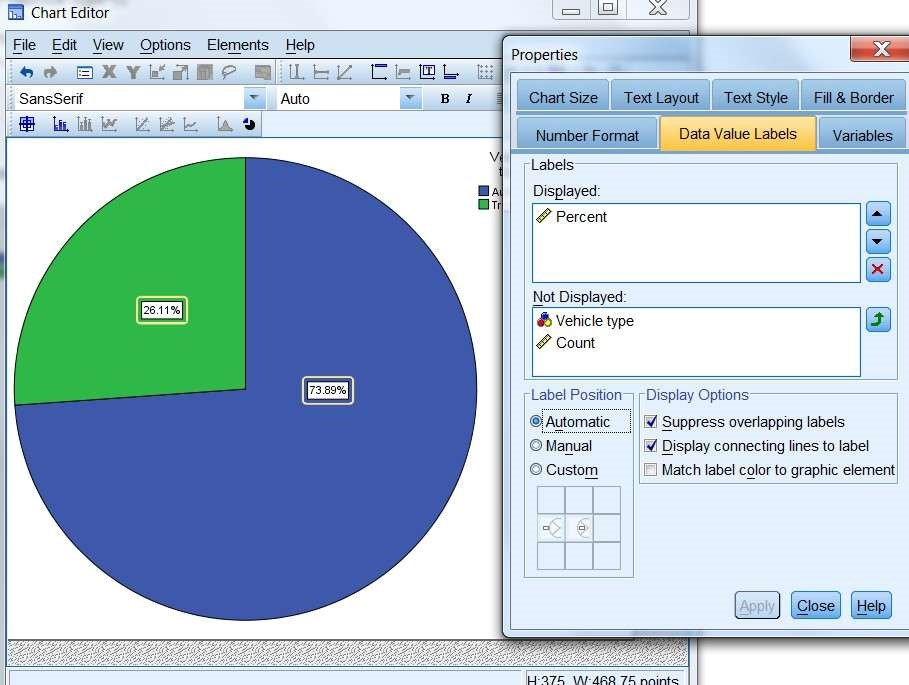 Chart Editor
File Edit View Options Elements Help
SansSerif Auto B I
26.11%
73.89%
Properties
Chart Size Text Layout Text Style Fill & Border
Number Format Data Value Labels Variables
Labels
Displayed:
Percent
Not Displayed:
Vehicle type
Count
Label Position
Automatic
Manual
Custom
Display Options
Suppress overlapping labels
Display connecting lines to label
Match label color to graphic element
Apply Close Help
H:375, W:468.75 points